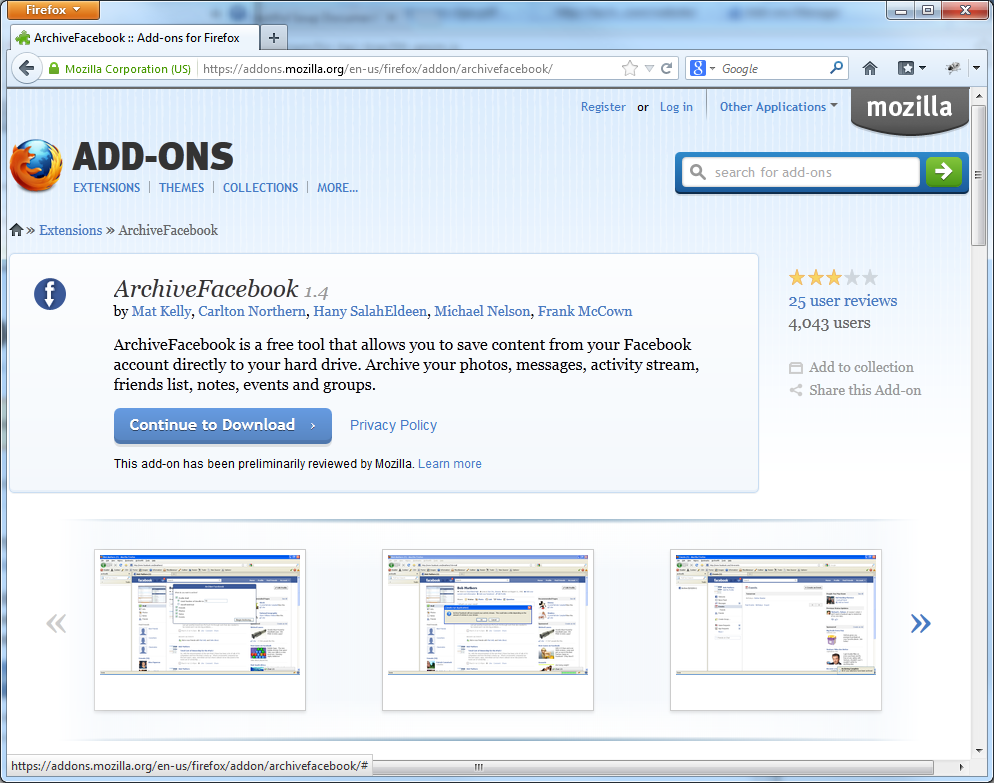 Firefox
ArchiveFacebook :: Add-ons for Firefox
Mozilla Corporation (US)
https://addons.mozilla.org/en-us/firefox/addon/archivefacebook/
Google
Register or Log in
Other Applications
mozilla
ADD-ONS
EXTENSIONS | THEMES | COLLECTIONS | MORE...
search for add-ons
» Extensions » ArchiveFacebook
ArchiveFacebook 1.4
by Mat Kelly, Carlton Northern, Hany SalahEldeen, Michael Nelson, Frank McCown
ArchiveFacebook is a free tool that allows you to save content from your Facebook
account directly to your hard drive. Archive your photos, messages, activity stream,
friends list, notes, events and groups.
Continue to Download ›
Privacy Policy
This add-on has been preliminarily reviewed by Mozilla. Learn more
25 user reviews
4,043 users
Add to collection
Share this Add-on
facebook
facebook
facebook
https://addons.mozilla.org/en-us/firefox/addon/archivefacebook/#